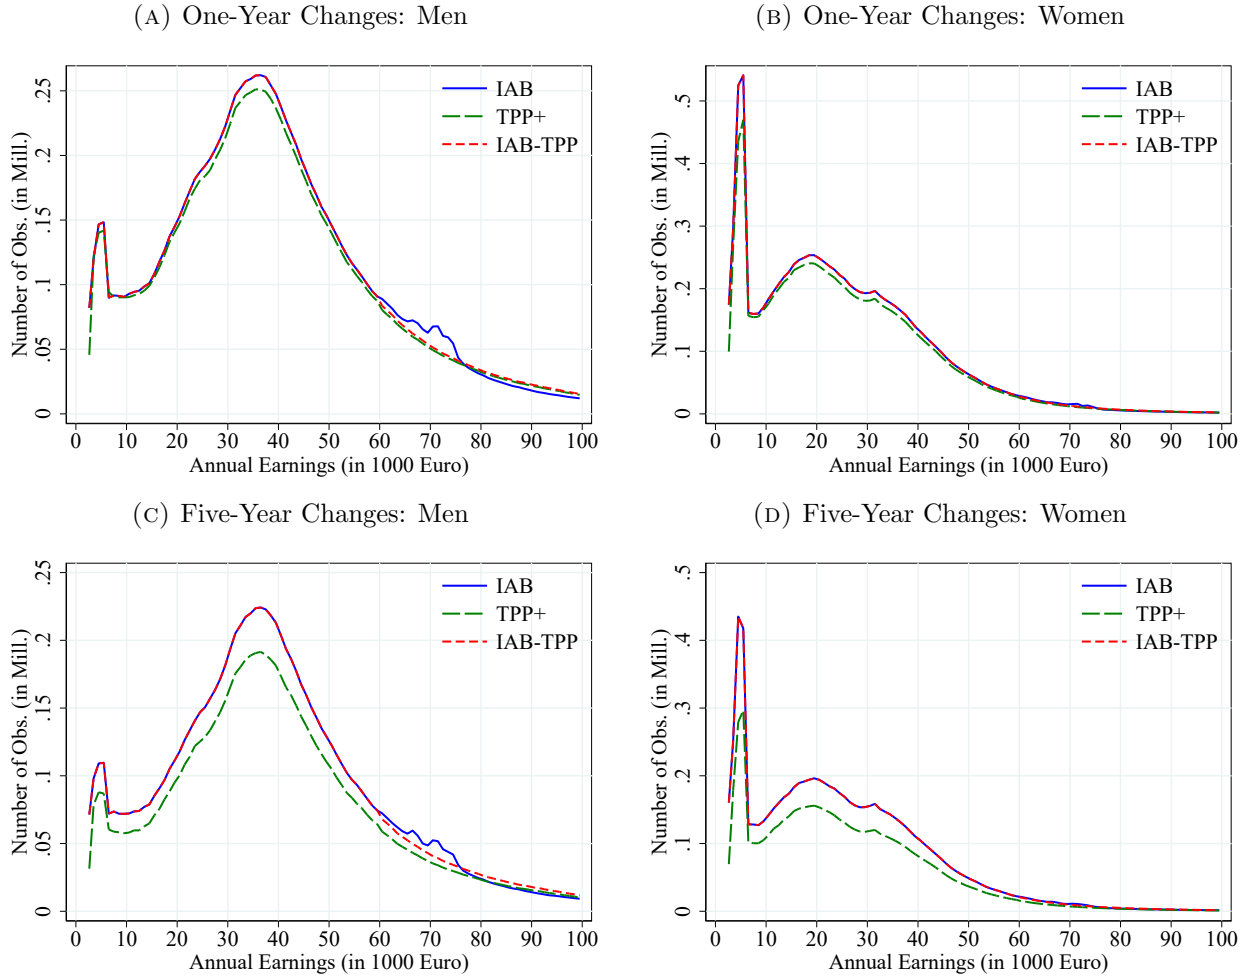 (A) One-Year Changes: Men
Number of Obs. (in Mill.)
.25
.2
.15
.1
.05
0
IAB
TPP+
IAB-TPP
0 10 20 30 40 50 60 70 80 90 100
Annual Earnings (in 1000 Euro)
(B) One-Year Changes: Women
Number of Obs. (in Mill.)
.5
.4
.3
.2
.1
0
IAB
TPP+
IAB-TPP
0 10 20 30 40 50 60 70 80 90 100
Annual Earnings (in 1000 Euro)
(C) Five-Year Changes: Men
Number of Obs. (in Mill.)
.25
.2
.15
.1
.05
0
IAB
TPP+
IAB-TPP
0 10 20 30 40 50 60 70 80 90 100
Annual Earnings (in 1000 Euro)
(D) Five-Year Changes: Women
Number of Obs. (in Mill.)
.5
.4
.3
.2
.1
0
IAB
TPP+
IAB-TPP
0 10 20 30 40 50 60 70 80 90 100
Annual Earnings (in 1000 Euro)